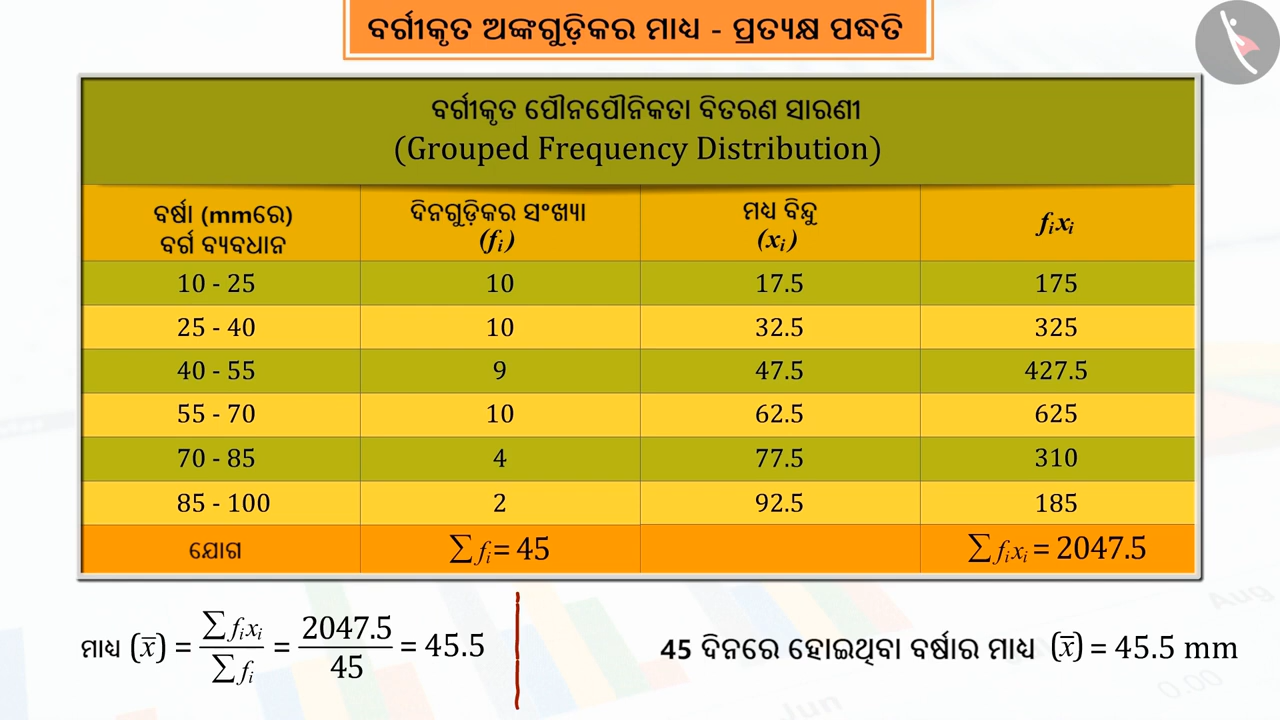 ବର୍ଗୀକୃତ ଅଙ୍କଗୁଡ଼ିକର ମାଧ୍ୟ - ପ୍ରତ୍ୟକ୍ଷ ପଦ୍ଧତି
ବର୍ଗୀକୃତ ପୌନପୌନିକତା ବିତରଣ ସାରଣୀ
(Grouped Frequency Distribution)
ବର୍ଷା (mmରେ) ବର୍ଗ ବ୍ୟବଧାନ | ଦିନଗୁଡ଼ିକର ସଂଖ୍ୟା (fᵢ) | ମଧ୍ୟ ବିନ୍ଦୁ (xᵢ) | fᵢxᵢ
10 - 25 | 10 | 17.5 | 175
25 - 40 | 10 | 32.5 | 325
40 - 55 | 9 | 47.5 | 427.5
55 - 70 | 10 | 62.5 | 625
70 - 85 | 4 | 77.5 | 310
85 - 100 | 2 | 92.5 | 185
ଯୋଗ | ∑fᵢ = 45 | | ∑fᵢxᵢ = 2047.5
ମାଧ୍ୟ (x̅) = ∑fᵢxᵢ / ∑fᵢ = 2047.5 / 45 = 45.5
45 ଦିନରେ ହୋଇଥିବା ବର୍ଷାର ମାଧ୍ୟ (x̅) = 45.5 mm
Aug
Jun
0.00